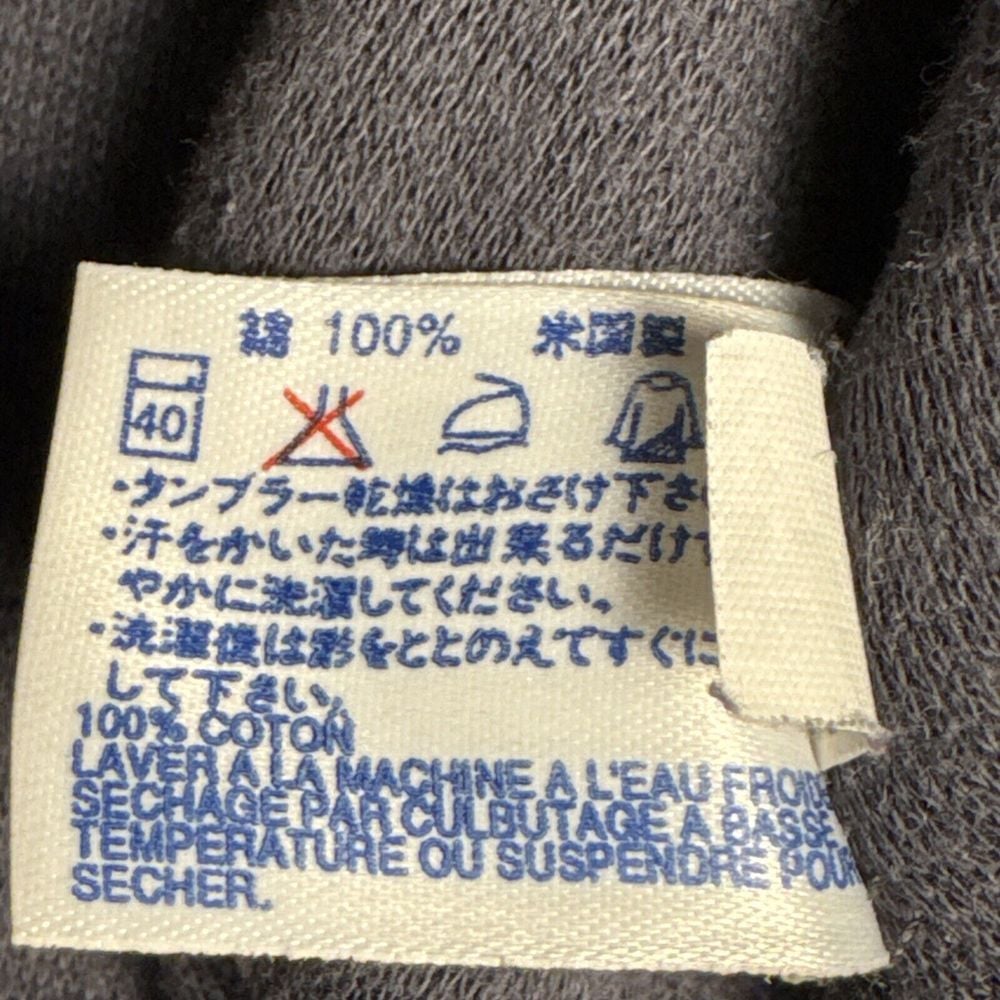 綿 100% 米国製
40
・タンブラー乾燥はおさけ下さ
・汗をかいた時は出来るだけ
やかに洗濯してください。
・洗濯後は形をととのえてすぐに
して下さい。
100% COTON
LAVER A LA MACHINE A L'EAU FROIDE
SECHAGE PAR CULBUTAGE A BASSE
TEMPERATURE OU SUSPENDRE POUR
SECHER.